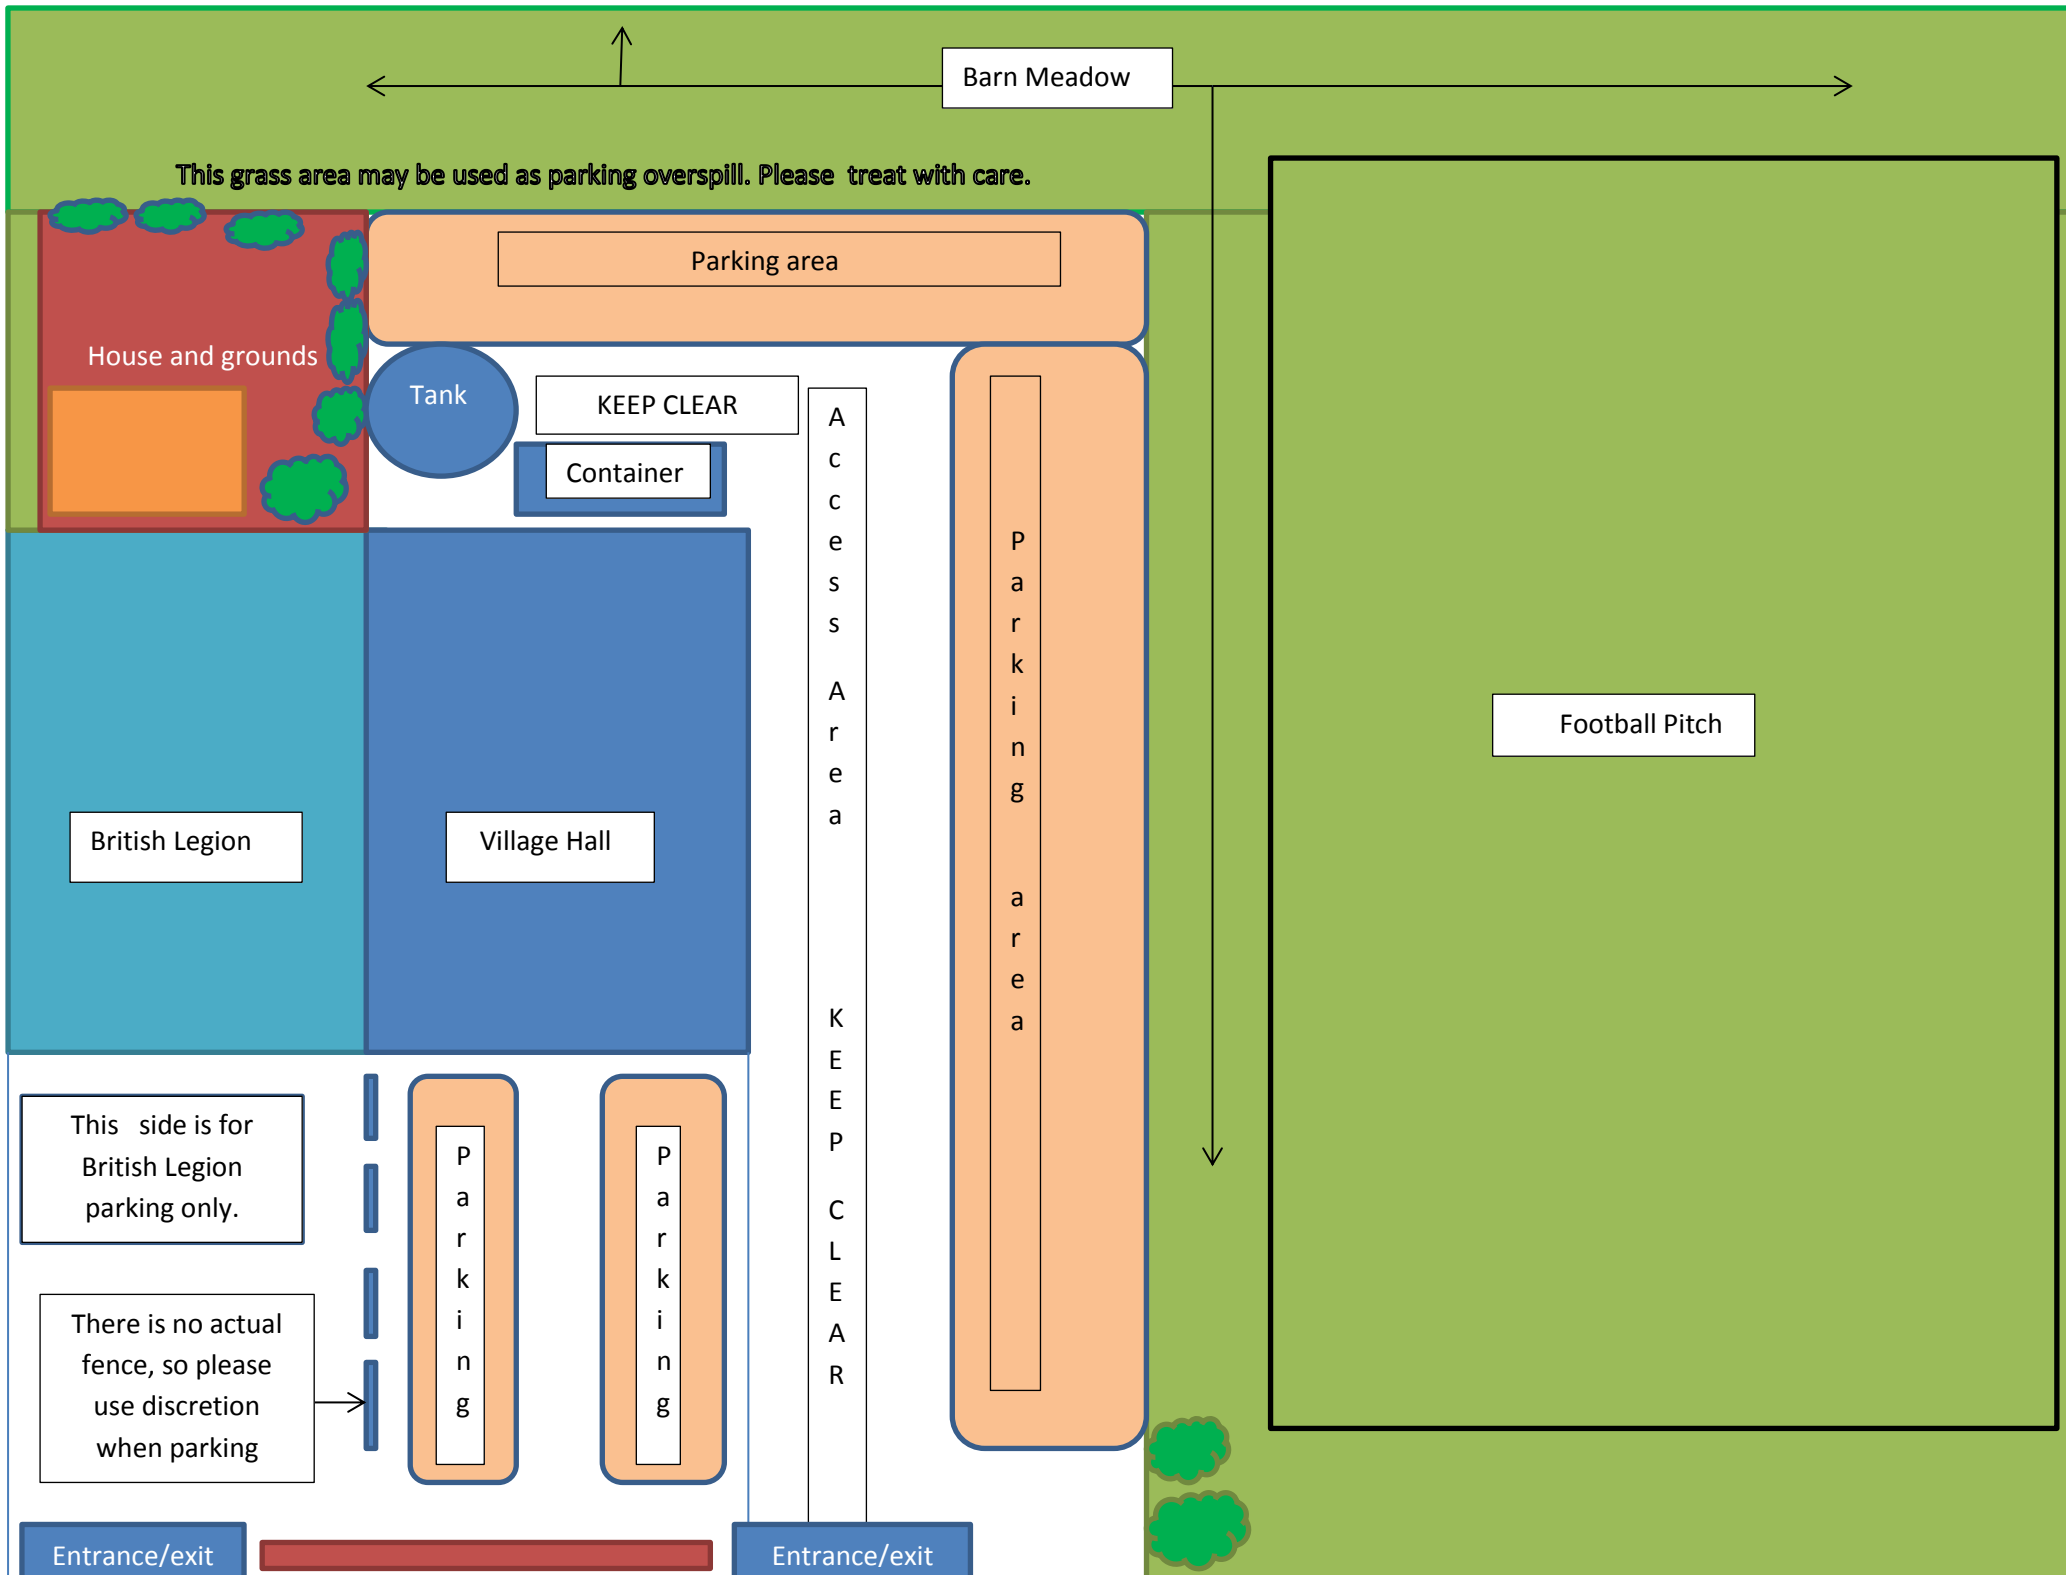 Barn Meadow
This grass area may be used as parking overspill. Please  treat with care.
Parking area
House and grounds
Tank
KEEP CLEAR
Container
Access Area KEEP CLEAR
Parking area
Football Pitch
British Legion
Village Hall
This   side is for
British Legion
parking only.
There is no actual
fence, so please
use discretion
when parking
Parking
Parking
Entrance/exit
Entrance/exit